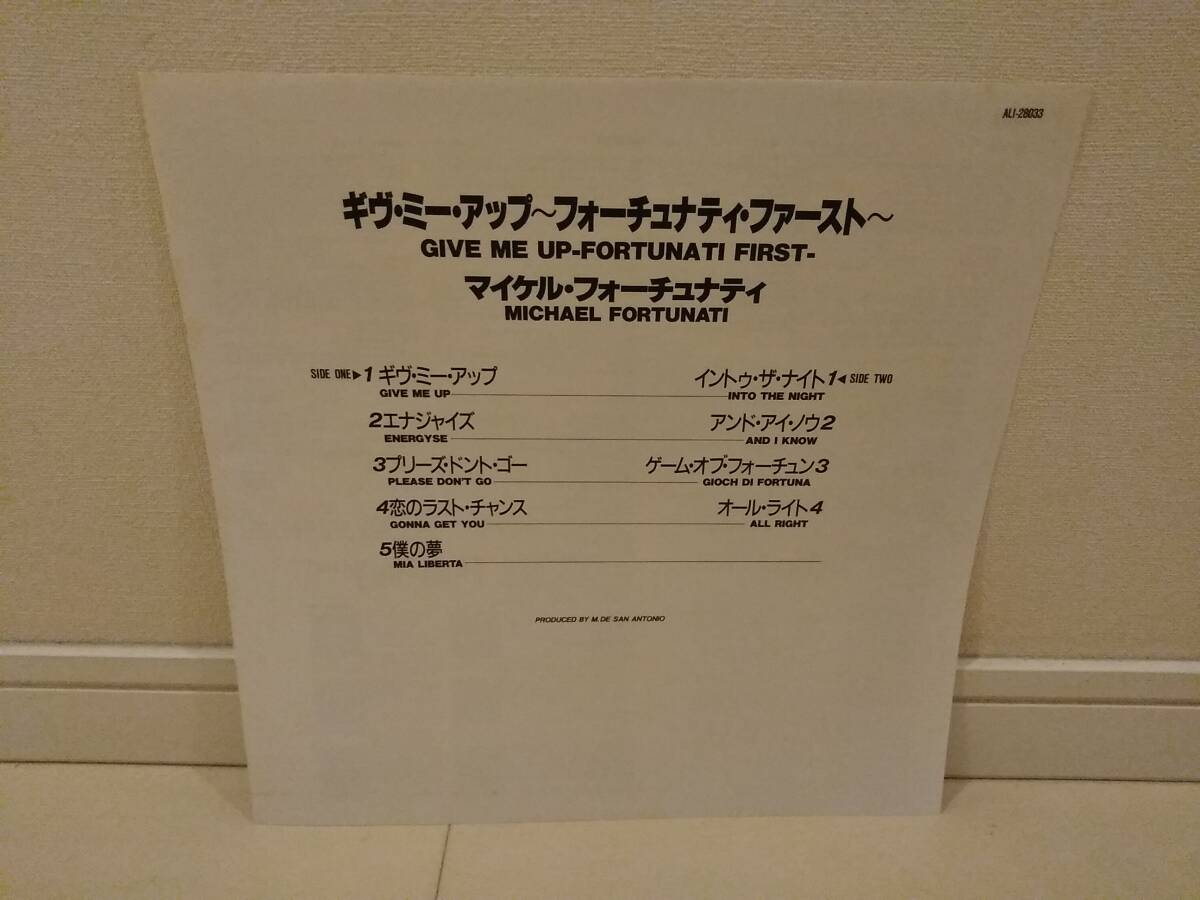 ALI-28033
ギヴ・ミー・アップ〜フォーチュナティ・ファースト〜
GIVE ME UP-FORTUNATI FIRST-
マイケル・フォーチュナティ
MICHAEL FORTUNATI
SIDE ONE▶1 ギヴ・ミー・アップ
GIVE ME UP
2エナジャイズ
ENERGYSE
3プリーズ・ドント・ゴー
PLEASE DON'T GO
4恋のラスト・チャンス
GONNA GET YOU
5僕の夢
MIA LIBERTA
イントゥ・ザ・ナイト1◀SIDE TWO
INTO THE NIGHT
アンド・アイ・ノウ2
AND I KNOW
ゲーム・オブ・フォーチュン3
GIOCH DI FORTUNA
オール・ライト4
ALL RIGHT
PRODUCED BY M. DE SAN ANTONIO